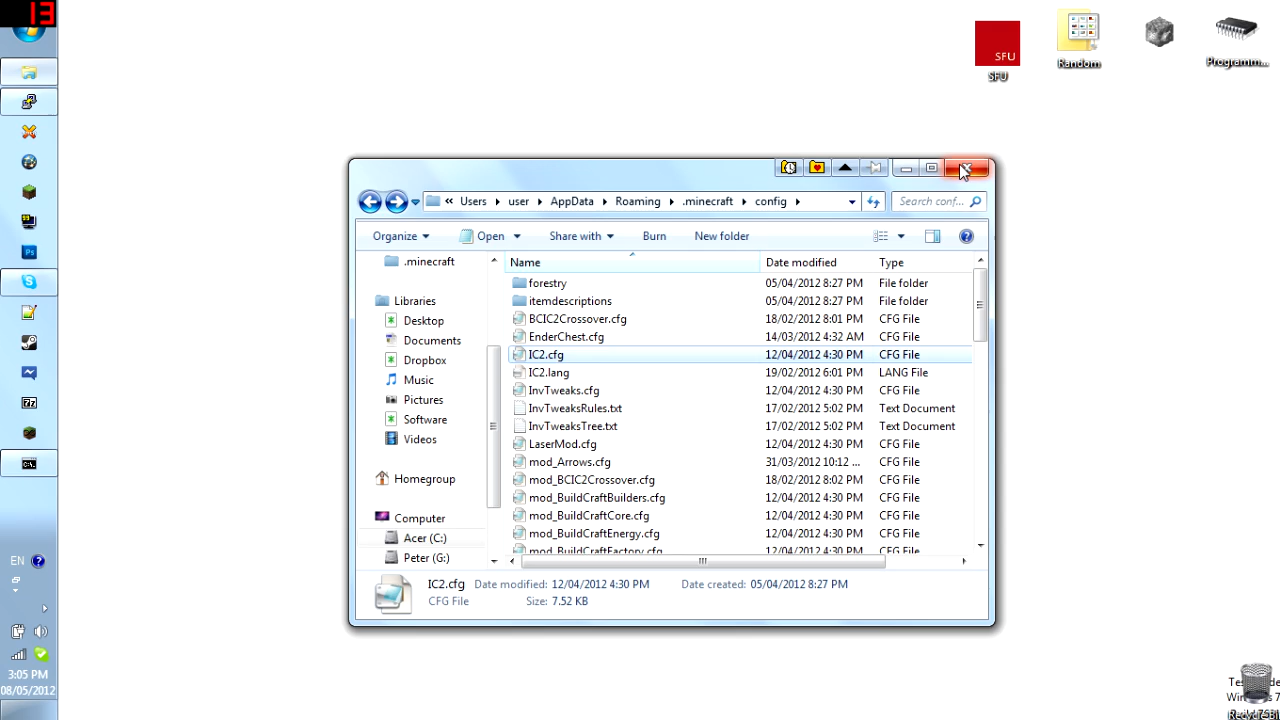 13
SFU
SFU
Random
Programm...
Users user AppData Roaming .minecraft config
Search conf...
Organize Open Share with Burn New folder
.minecraft
Libraries
Desktop
Documents
Dropbox
Music
Pictures
Software
Videos
Homegroup
Computer
Acer (C:)
Peter (G:)
Name Date modified Type
forestry 05/04/2012 8:27 PM File folder
itemdescriptions 05/04/2012 8:27 PM File folder
BCIC2Crossover.cfg 18/02/2012 8:01 PM CFG File
EnderChest.cfg 14/03/2012 4:32 AM CFG File
IC2.cfg 12/04/2012 4:30 PM CFG File
IC2.lang 19/02/2012 6:01 PM LANG File
InvTweaks.cfg 12/04/2012 4:30 PM CFG File
InvTweaksRules.txt 17/02/2012 5:02 PM Text Document
InvTweaksTree.txt 17/02/2012 5:02 PM Text Document
LaserMod.cfg 12/04/2012 4:30 PM CFG File
mod_Arrows.cfg 31/03/2012 10:12 ... CFG File
mod_BCIC2Crossover.cfg 18/02/2012 8:02 PM CFG File
mod_BuildCraftBuilders.cfg 12/04/2012 4:30 PM CFG File
mod_BuildCraftCore.cfg 12/04/2012 4:30 PM CFG File
mod_BuildCraftEnergy.cfg 12/04/2012 4:30 PM CFG File
mod_BuildCraftFactory.cfg 12/04/2012 4:30 PM CFG File
IC2.cfg Date modified: 12/04/2012 4:30 PM Date created: 05/04/2012 8:27 PM
CFG File Size: 7.52 KB
Ps
7z
C:\
EN
3:05 PM
08/05/2012